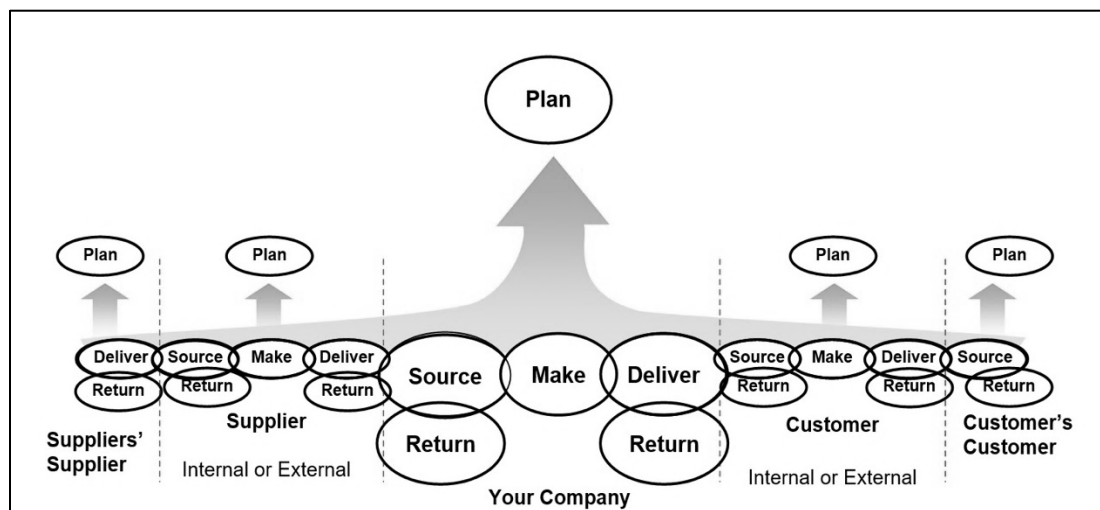 Plan
Plan
Plan
Plan
Plan
Deliver
Source
Make
Deliver
Source
Make
Deliver
Source
Make
Deliver
Source
Return
Return
Return
Return
Return
Return
Return
Return
Suppliers'
Supplier
Supplier
Internal or External
Your Company
Customer
Internal or External
Customer's
Customer